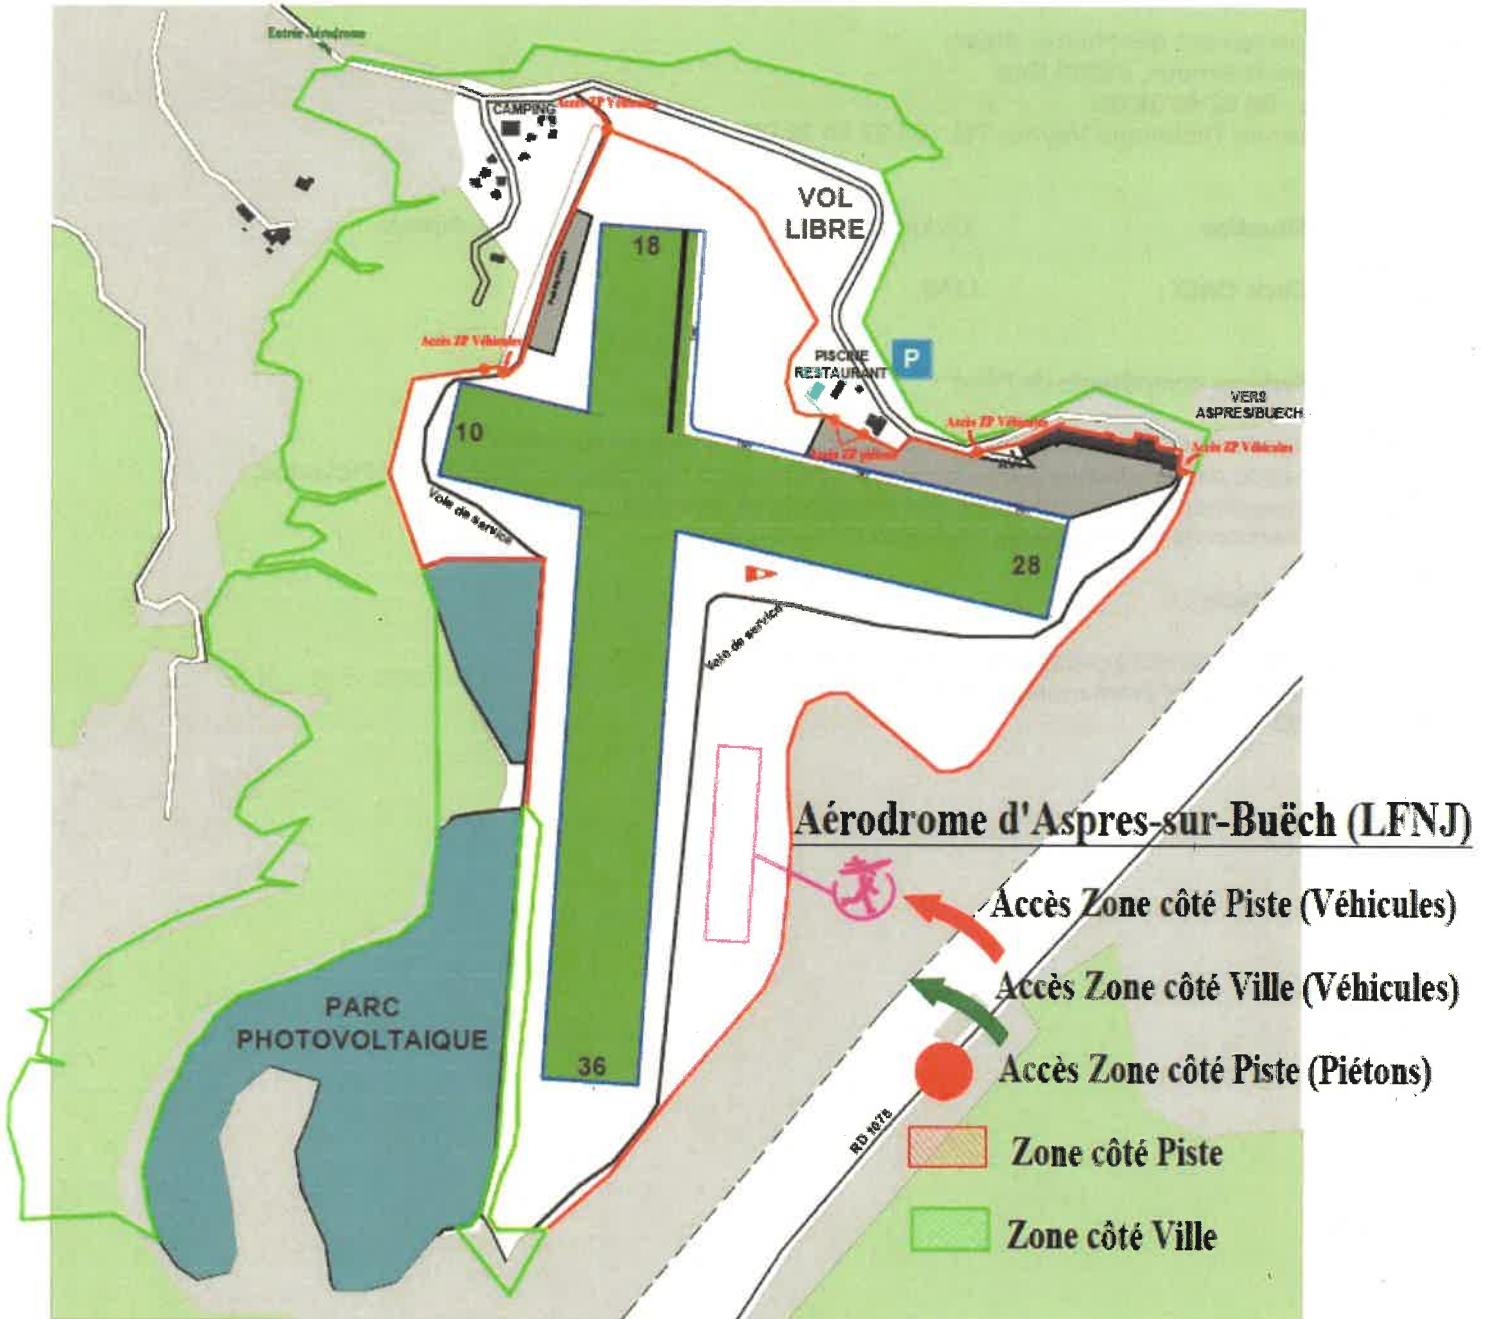 Entrée Aérodrome
CAMPING
Accès ZP Véhicules
VOL
LIBRE
18
Accès ZP Véhicules
PISCINE
RESTAURANT
P
VERS
ASPRES/BUECH
10
Accès ZP Véhicules
Accès ZP piétons
Accès ZP Véhicules
Voie de service
28
Voie de service
Aérodrome d'Aspres-sur-Buëch (LFNJ)
Accès Zone côté Piste (Véhicules)
Accès Zone côté Ville (Véhicules)
PARC
PHOTOVOLTAIQUE
36
Accès Zone côté Piste (Piétons)
RD 1075
Zone côté Piste
Zone côté Ville